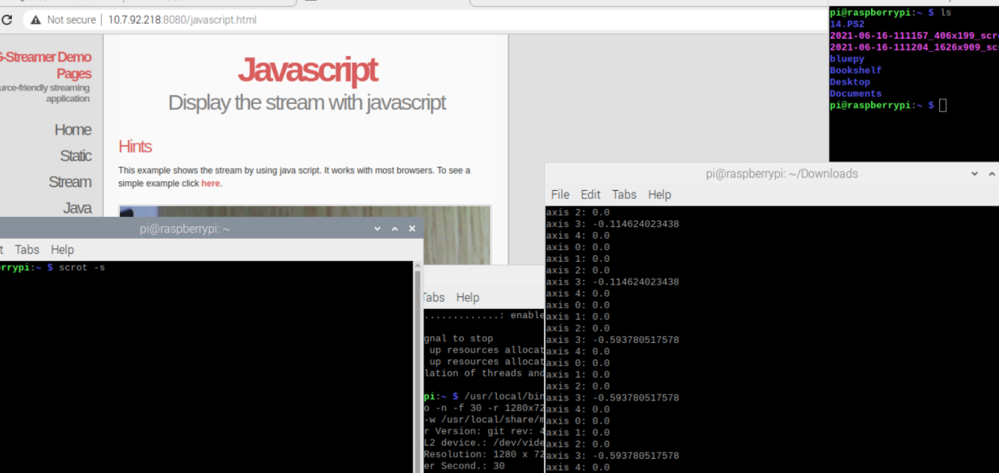 Not secure | 10.7.92.218:8080/javascript.html
G-Streamer Demo
Pages
urce-friendly streaming
application
Home
Static
Stream
Java
Javascript
Display the stream with javascript
Hints
This example shows the stream by using java script. It works with most browsers. To see a
simple example click here.
pi@raspberrypi:~ $ ls
14.PS2
2021-06-16-111157_406x199_scr
2021-06-16-111204_1626x909_sc
bluepy
Bookshelf
Desktop
Documents
pi@raspberrypi:~ $
pi@raspberrypi: ~
t Tabs Help
rrypi:~ $ scrot -s
Tabs Help
.............: enable
gnal to stop
up resources allocat
up resources allocat
lation of threads and
pi:~ $ /usr/local/bin
o -n -f 30 -r 1280x72
-w /usr/local/share/m
r Version: git rev: 4
L2 device.: /dev/vide
Resolution: 1280 x 72
er Second.: 30
pi@raspberrypi: ~/Downloads
File Edit Tabs Help
axis 2: 0.0
axis 3: -0.114624023438
axis 4: 0.0
axis 0: 0.0
axis 1: 0.0
axis 2: 0.0
axis 3: -0.114624023438
axis 4: 0.0
axis 0: 0.0
axis 1: 0.0
axis 2: 0.0
axis 3: -0.593780517578
axis 4: 0.0
axis 0: 0.0
axis 1: 0.0
axis 2: 0.0
axis 3: -0.593780517578
axis 4: 0.0
axis 0: 0.0
axis 1: 0.0
axis 2: 0.0
axis 3: -0.593780517578
axis 4: 0.0